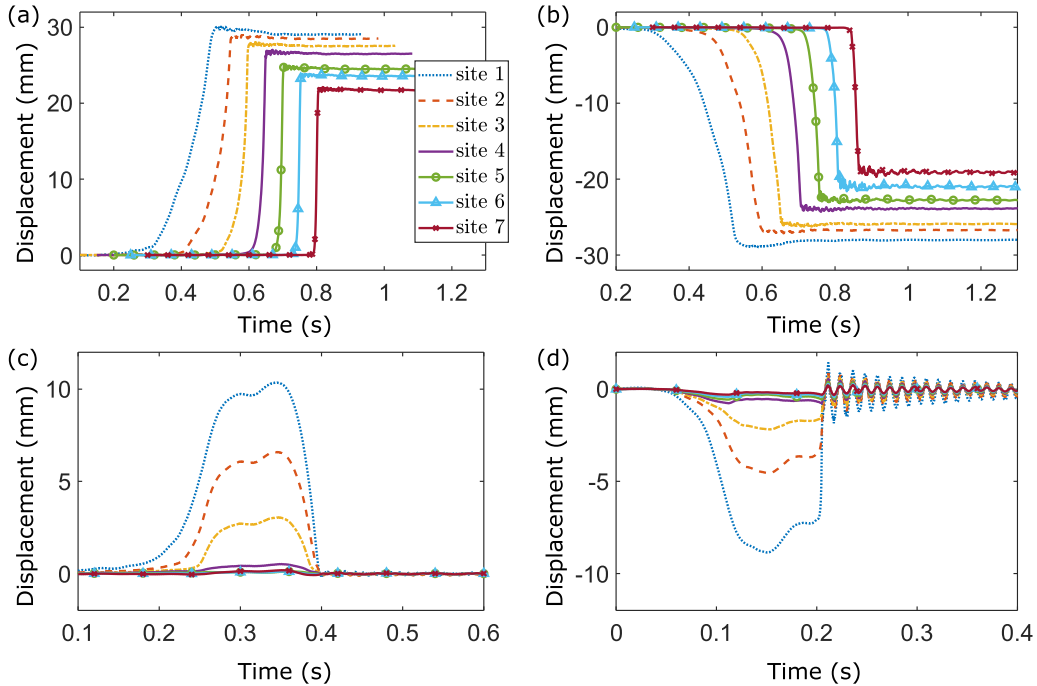 (a)
Displacement (mm)
30
20
10
0
0.2
0.4
0.6
0.8
1
1.2
Time (s)
site 1
site 2
site 3
site 4
site 5
site 6
site 7
(b)
Displacement (mm)
0
-10
-20
-30
0.2
0.4
0.6
0.8
1
1.2
Time (s)
(c)
Displacement (mm)
10
5
0
0.1
0.2
0.3
0.4
0.5
0.6
Time (s)
(d)
Displacement (mm)
0
-5
-10
0
0.1
0.2
0.3
0.4
Time (s)